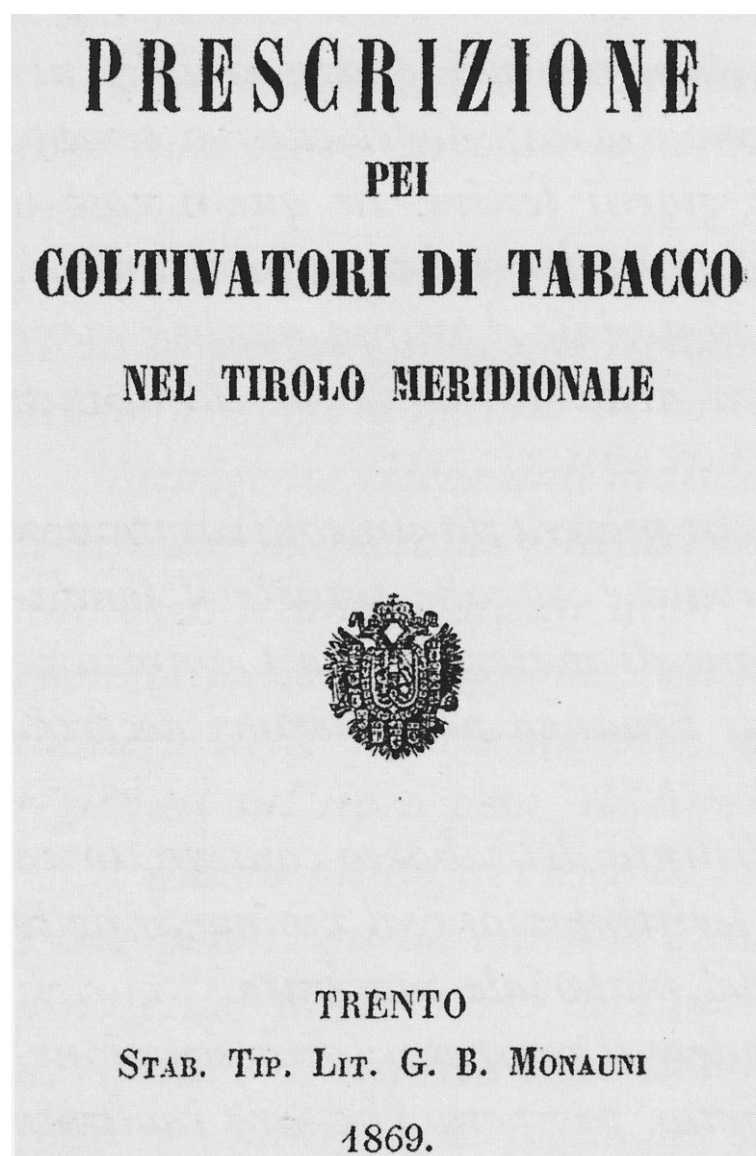 PRESCRIZIONE
PEI
COLTIVATORI DI TABACCO
NEL TIROLO MERIDIONALE
TRENTO
STAB. TIP. LIT. G. B. MONAUNI
1869.